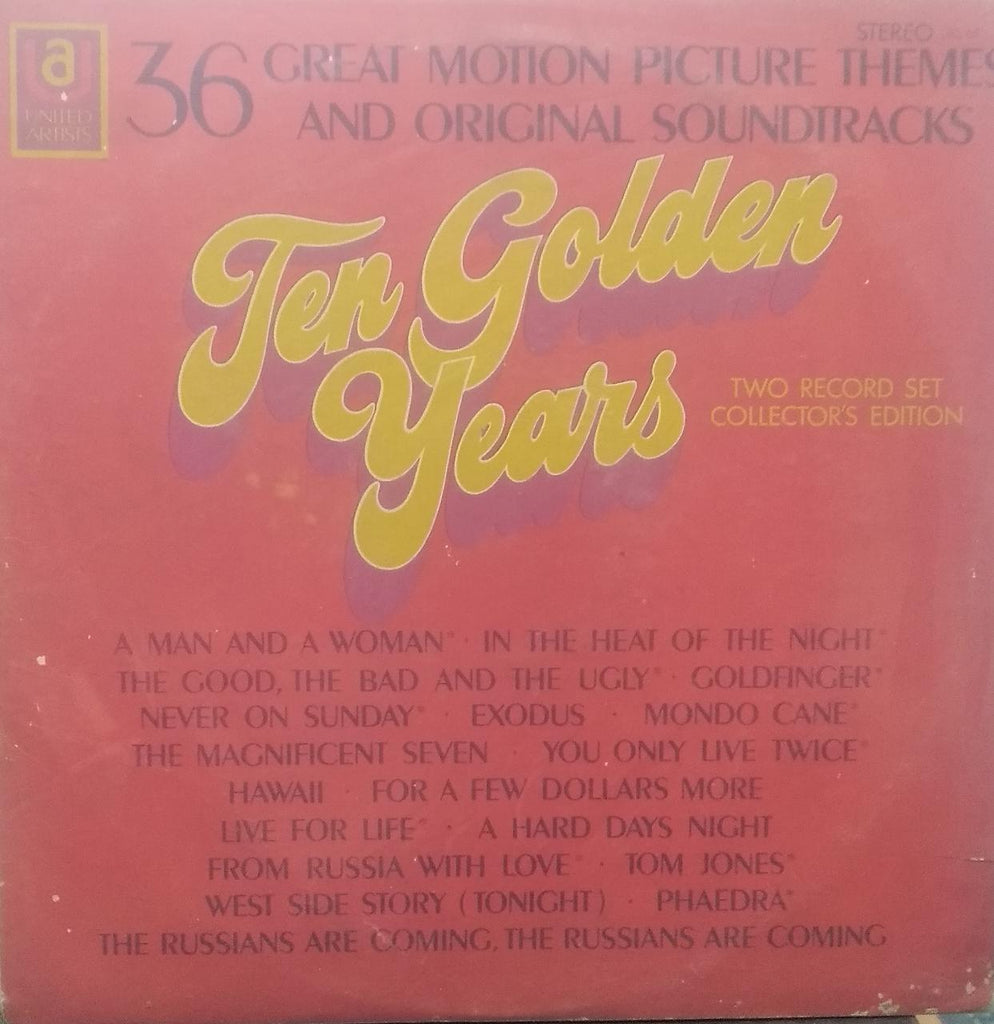 STEREO
a
UNITED
ARTISTS
36 GREAT MOTION PICTURE THEMES
AND ORIGINAL SOUNDTRACKS
Ten Golden
Years
TWO RECORD SET
COLLECTOR'S EDITION
A MAN AND A WOMAN* · IN THE HEAT OF THE NIGHT*
THE GOOD, THE BAD AND THE UGLY* · GOLDFINGER*
NEVER ON SUNDAY* · EXODUS · MONDO CANE*
THE MAGNIFICENT SEVEN · YOU ONLY LIVE TWICE*
HAWAII · FOR A FEW DOLLARS MORE
LIVE FOR LIFE* · A HARD DAYS NIGHT
FROM RUSSIA WITH LOVE* · TOM JONES*
WEST SIDE STORY (TONIGHT) · PHAEDRA*
THE RUSSIANS ARE COMING, THE RUSSIANS ARE COMING